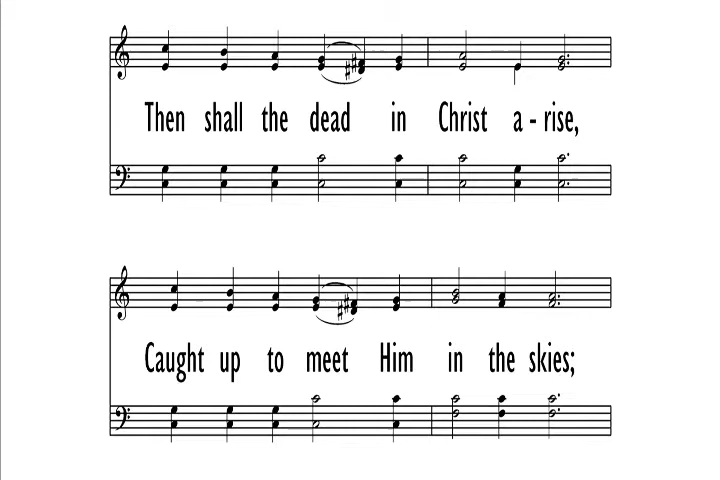 Then shall the dead in Christ a - rise,
Caught up to meet Him in the skies;